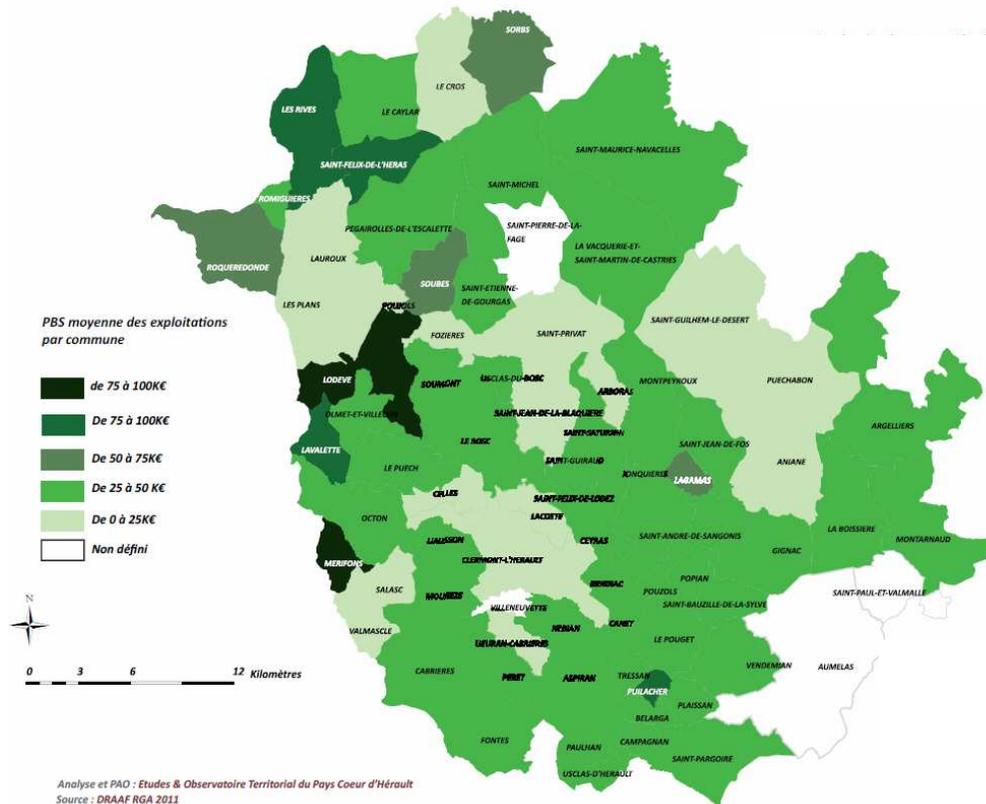 SORBS
LE CROS
LES RIVES
LE CAYLAR
SAINT-MAURICE-NAVACELLES
SAINT-FELIX-DE-L'HERAS
SAINT-MICHEL
ROMIGUIERES
SAINT-PIERRE-DE-LA-
FAGE
PEGAIROLLES-DE-L'ESCALETTE
LA VACQUERIE-ET-
SAINT-MARTIN-DE-CASTRIES
LAUROUX
ROQUEREDONDE
SOUBES
SAINT-ETIENNE-
DE-GOURGAS
LES PLANS
POUJOLS
SAINT-GUILHEM-LE-DESERT
PBS moyenne des exploitations
par commune
FOZIERES
SAINT-PRIVAT
de 75 à 100K€
LODEVE
SOUMONT
USCLAS-DU-BOSC
MONTPEYROUX
PUECHABON
ARBORAS
De 75 à 100K€
OLMET-ET-VILLECUN
SAINT-JEAN-DE-LA-BLAQUIERE
ARGELLIERS
SAINT-SATURNIN
LAVALETTE
LE BOSC
SAINT-JEAN-DE-FOS
De 50 à 75K€
LE PUECH
SAINT-GUIRAUD
ANIANE
JONQUIERES
LAGAMAS
De 25 à 50 K€
CELLES
SAINT-FELIX-DE-LODEZ
De 0 à 25K€
OCTON
LACOSTE
LA BOISSIERE
Non défini
LIAUSSON
CEYRAS
SAINT-ANDRE-DE-SANGONIS
MONTARNAUD
GIGNAC
MERIFONS
CLERMONT-L'HERAULT
SALASC
BRIGNAC
POPIAN
POUZOLS
SAINT-PAUL-ET-VALMALLE
MOUREZE
VILLENEUVETTE
SAINT-BAUZILLE-DE-LA-SYLVE
N
VALMASCLE
NEBIAN
CANET
LIEURAN-CABRIERES
LE POUGET
CABRIERES
VENDEMIAN
AUMELAS
0 3 6 12 Kilomètres
PERET
ASPIRAN
TRESSAN
PUILACHER
PLAISSAN
BELARGA
FONTES
PAULHAN
CAMPAGNAN
SAINT-PARGOIRE
USCLAS-D'HERAULT
Analyse et PAO : Etudes & Observatoire Territorial du Pays Coeur d'Hérault
Source : DRAAF RGA 2011